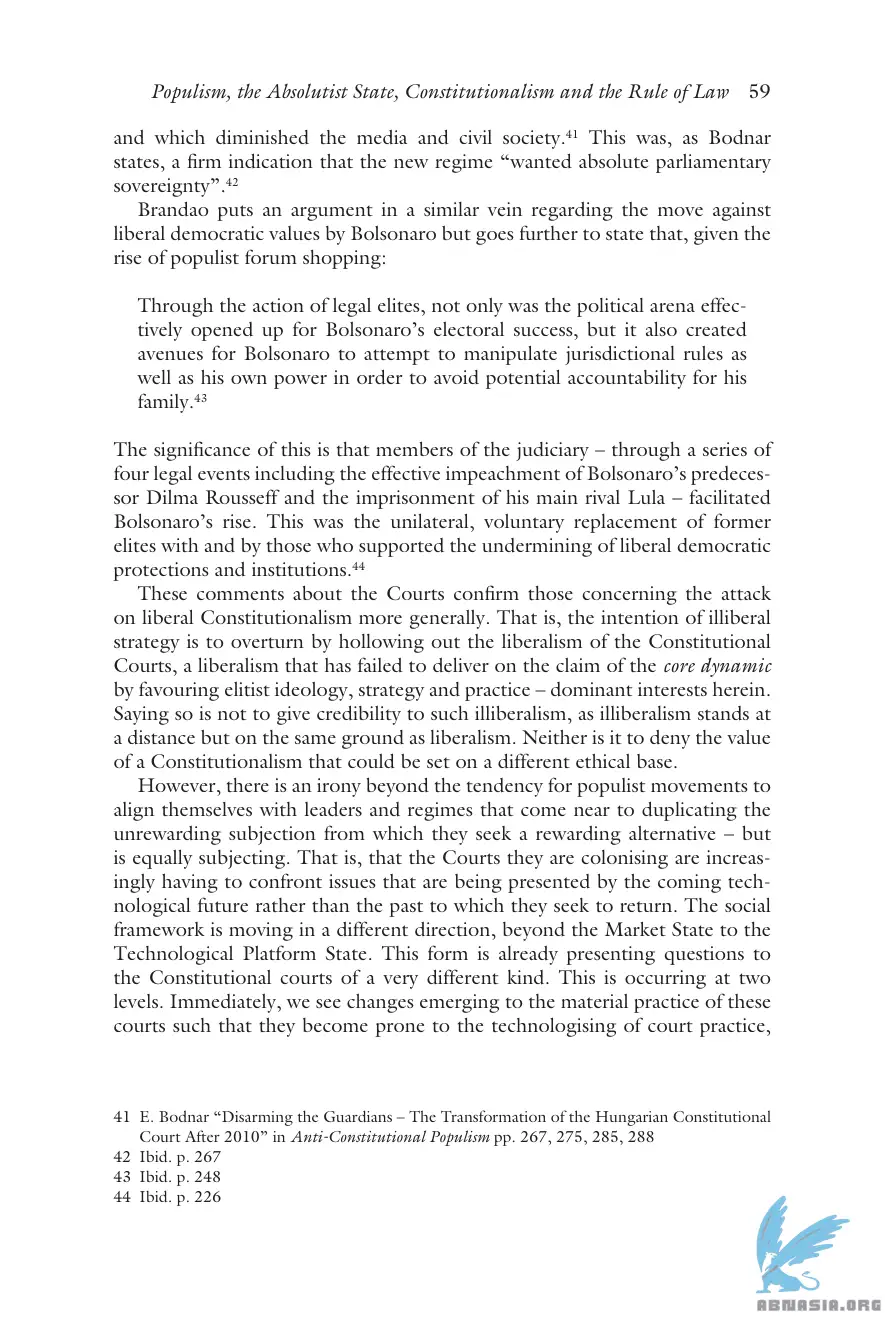 Populism, the Absolutist State, Constitutionalism and the Rule of Law 59
and which diminished the media and civil society.⁴¹ This was, as Bodnar
states, a firm indication that the new regime “wanted absolute parliamentary
sovereignty”.⁴²
Brandao puts an argument in a similar vein regarding the move against
liberal democratic values by Bolsonaro but goes further to state that, given the
rise of populist forum shopping:
Through the action of legal elites, not only was the political arena effec-
tively opened up for Bolsonaro’s electoral success, but it also created
avenues for Bolsonaro to attempt to manipulate jurisdictional rules as
well as his own power in order to avoid potential accountability for his
family.⁴³
The significance of this is that members of the judiciary – through a series of
four legal events including the effective impeachment of Bolsonaro’s predeces-
sor Dilma Rousseff and the imprisonment of his main rival Lula – facilitated
Bolsonaro’s rise. This was the unilateral, voluntary replacement of former
elites with and by those who supported the undermining of liberal democratic
protections and institutions.⁴⁴
These comments about the Courts confirm those concerning the attack
on liberal Constitutionalism more generally. That is, the intention of illiberal
strategy is to overturn by hollowing out the liberalism of the Constitutional
Courts, a liberalism that has failed to deliver on the claim of the core dynamic
by favouring elitist ideology, strategy and practice – dominant interests herein.
Saying so is not to give credibility to such illiberalism, as illiberalism stands at
a distance but on the same ground as liberalism. Neither is it to deny the value
of a Constitutionalism that could be set on a different ethical base.
However, there is an irony beyond the tendency for populist movements to
align themselves with leaders and regimes that come near to duplicating the
unrewarding subjection from which they seek a rewarding alternative – but
is equally subjecting. That is, that the Courts they are colonising are increas-
ingly having to confront issues that are being presented by the coming tech-
nological future rather than the past to which they seek to return. The social
framework is moving in a different direction, beyond the Market State to the
Technological Platform State. This form is already presenting questions to
the Constitutional courts of a very different kind. This is occurring at two
levels. Immediately, we see changes emerging to the material practice of these
courts such that they become prone to the technologising of court practice,
41 E. Bodnar “Disarming the Guardians – The Transformation of the Hungarian Constitutional
Court After 2010” in Anti-Constitutional Populism pp. 267, 275, 285, 288
42 Ibid. p. 267
43 Ibid. p. 248
44 Ibid. p. 226
ABNASIA.ORG